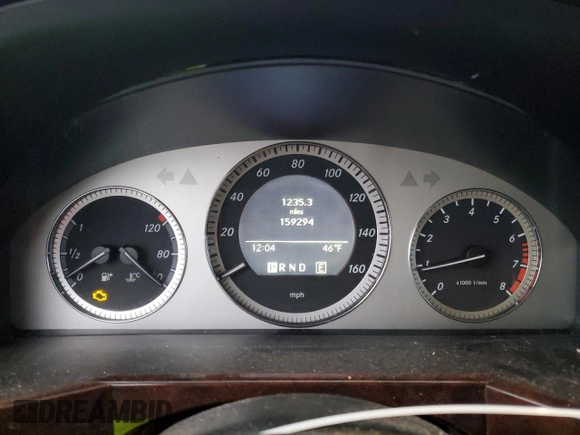 1235.3
miles
159294
12:04 46°F
P R N D E
0 20 40 60 80 100 120 140 160
mph
0 1/2 1
120 80
°C
0 1 2 3 4 5 6 7 8
x1000 1/min
DREAMBID